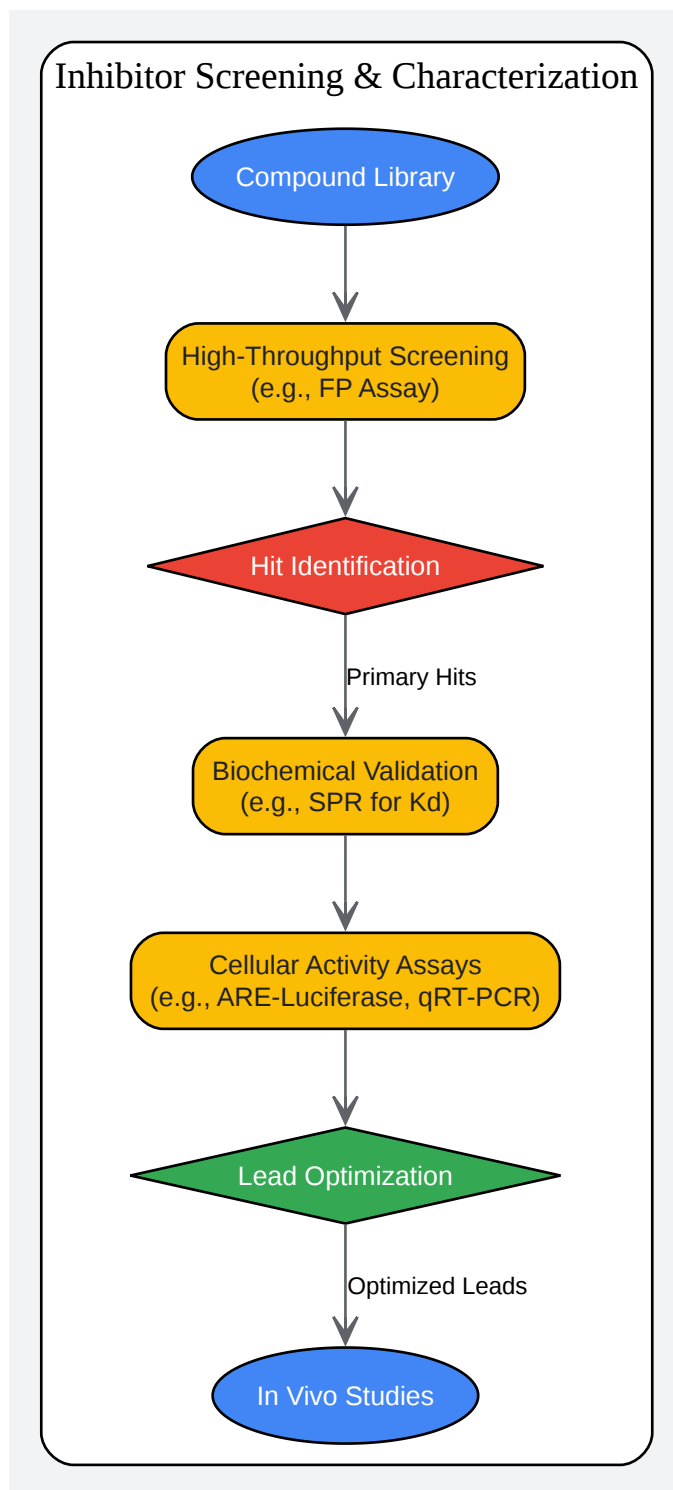 Inhibitor Screening & Characterization
Compound Library
High-Throughput Screening
(e.g., FP Assay)
Hit Identification
Primary Hits
Biochemical Validation
(e.g., SPR for Kd)
Cellular Activity Assays
(e.g., ARE-Luciferase, qRT-PCR)
Lead Optimization
Optimized Leads
In Vivo Studies